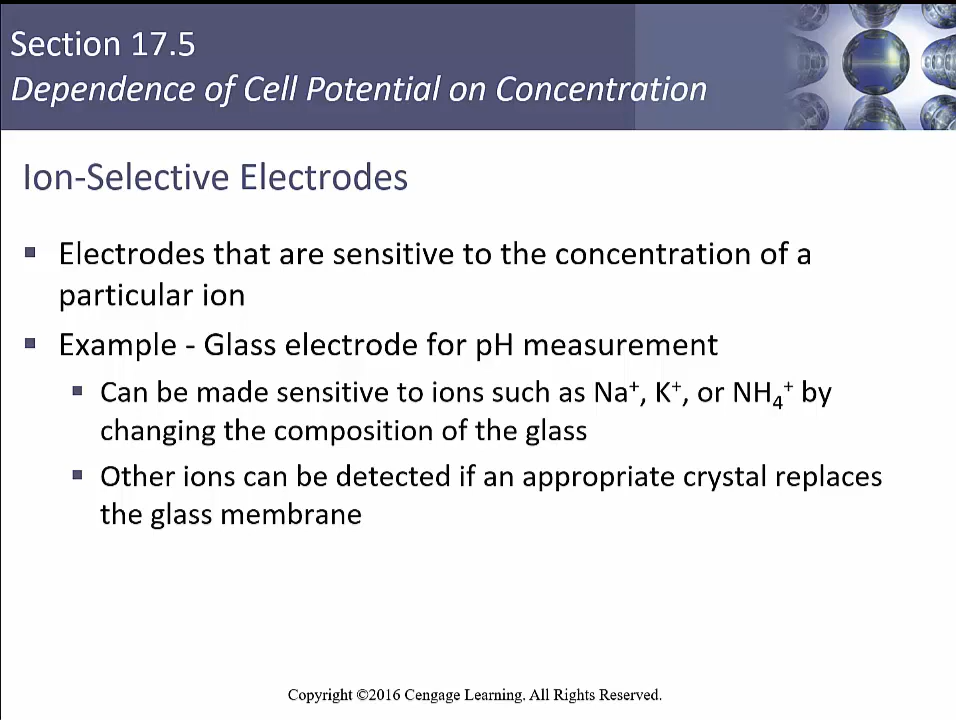 Section 17.5
Dependence of Cell Potential on Concentration
Ion-Selective Electrodes
▪ Electrodes that are sensitive to the concentration of a
particular ion
▪ Example - Glass electrode for pH measurement
▪ Can be made sensitive to ions such as Na⁺, K⁺, or NH₄⁺ by
changing the composition of the glass
▪ Other ions can be detected if an appropriate crystal replaces
the glass membrane
Copyright ©2016 Cengage Learning. All Rights Reserved.